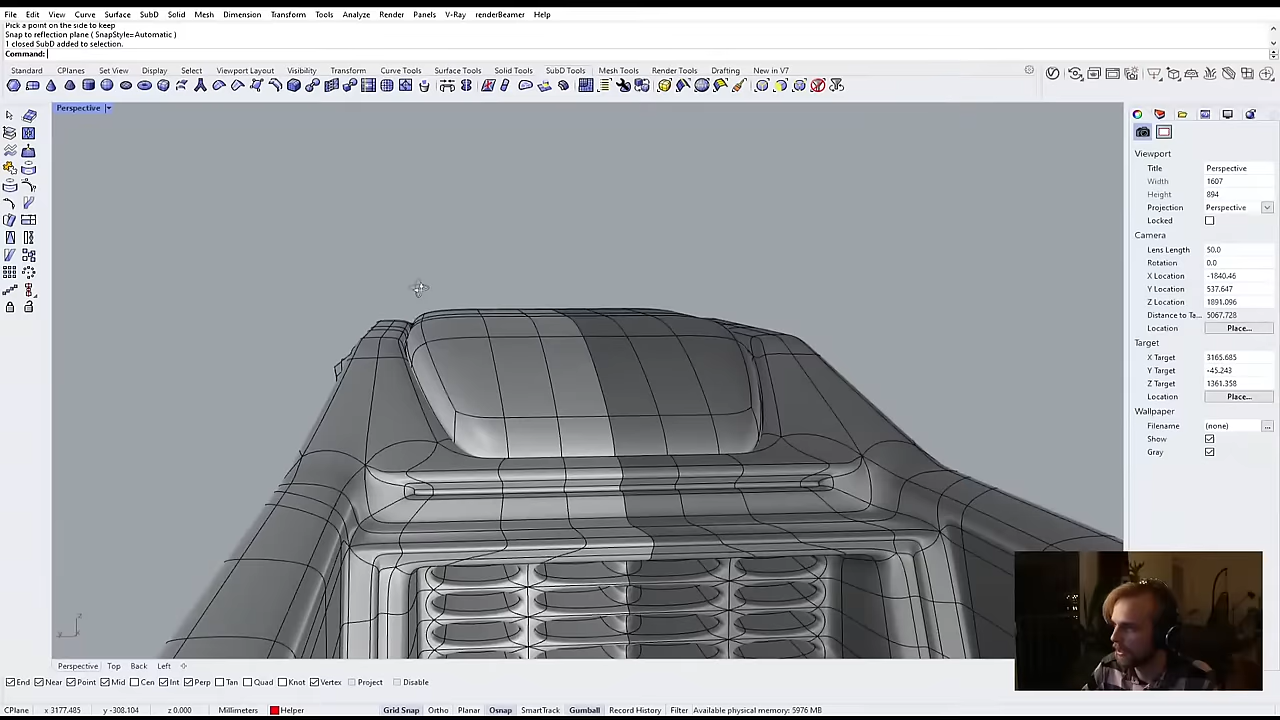 File Edit View Curve Surface SubD Solid Mesh Dimension Transform Tools Analyze Render Panels V-Ray renderBeamer Help
Pick a point on the side to keep
Snap to reflection plane ( SnapStyle=Automatic )
1 closed SubD added to selection.
Command:
Standard CPlanes Set View Display Select Viewport Layout Visibility Transform Curve Tools Surface Tools Solid Tools SubD Tools Mesh Tools Render Tools Drafting New in V7
Perspective
Viewport
Title Perspective
Width 1607
Height 894
Projection Perspective
Locked
Camera
Lens Length 50.0
Rotation 0.0
X Location -1840.46
Y Location 537.647
Z Location 1891.096
Distance to Ta... 5067.728
Location Place...
Target
X Target 3165.685
Y Target -45.243
Z Target 1361.358
Location Place...
Wallpaper
Filename (none) ...
Show
Gray
Perspective Top Back Left
End Near Point Mid Cen Int Perp Tan Quad Knot Vertex Project Disable
CPlane x 3177.485 y -308.104 z 0.000 Millimeters Helper Grid Snap Ortho Planar Osnap SmartTrack Gumball Record History Filter Available physical memory: 5976 MB